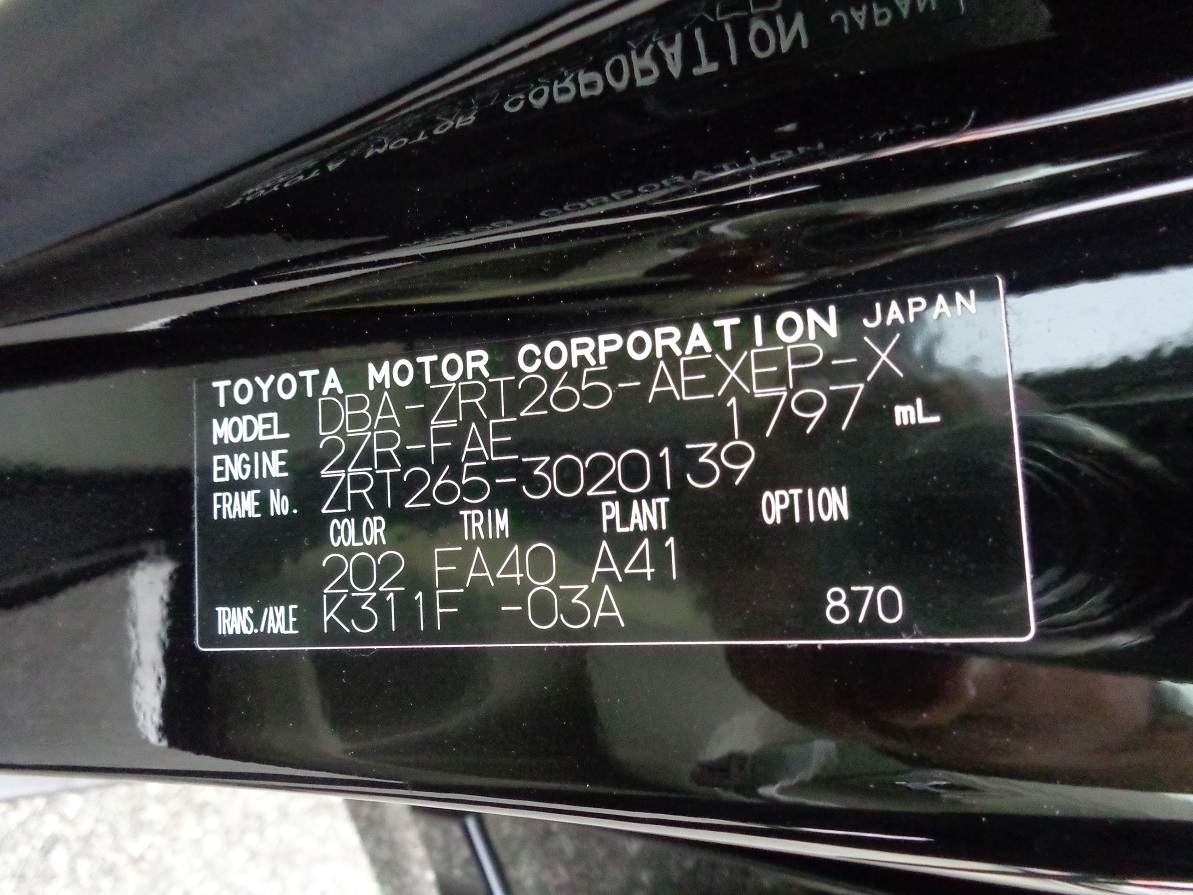 TOYOTA MOTOR CORPORATION JAPAN
MODEL DBA-ZRT265-AEXEP-X
ENGINE 2ZR-FAE 1797 mL
FRAME No. ZRT265-3020139
COLOR TRIM PLANT OPTION
202 FA40 A41
TRANS./AXLE K311F -03A 870